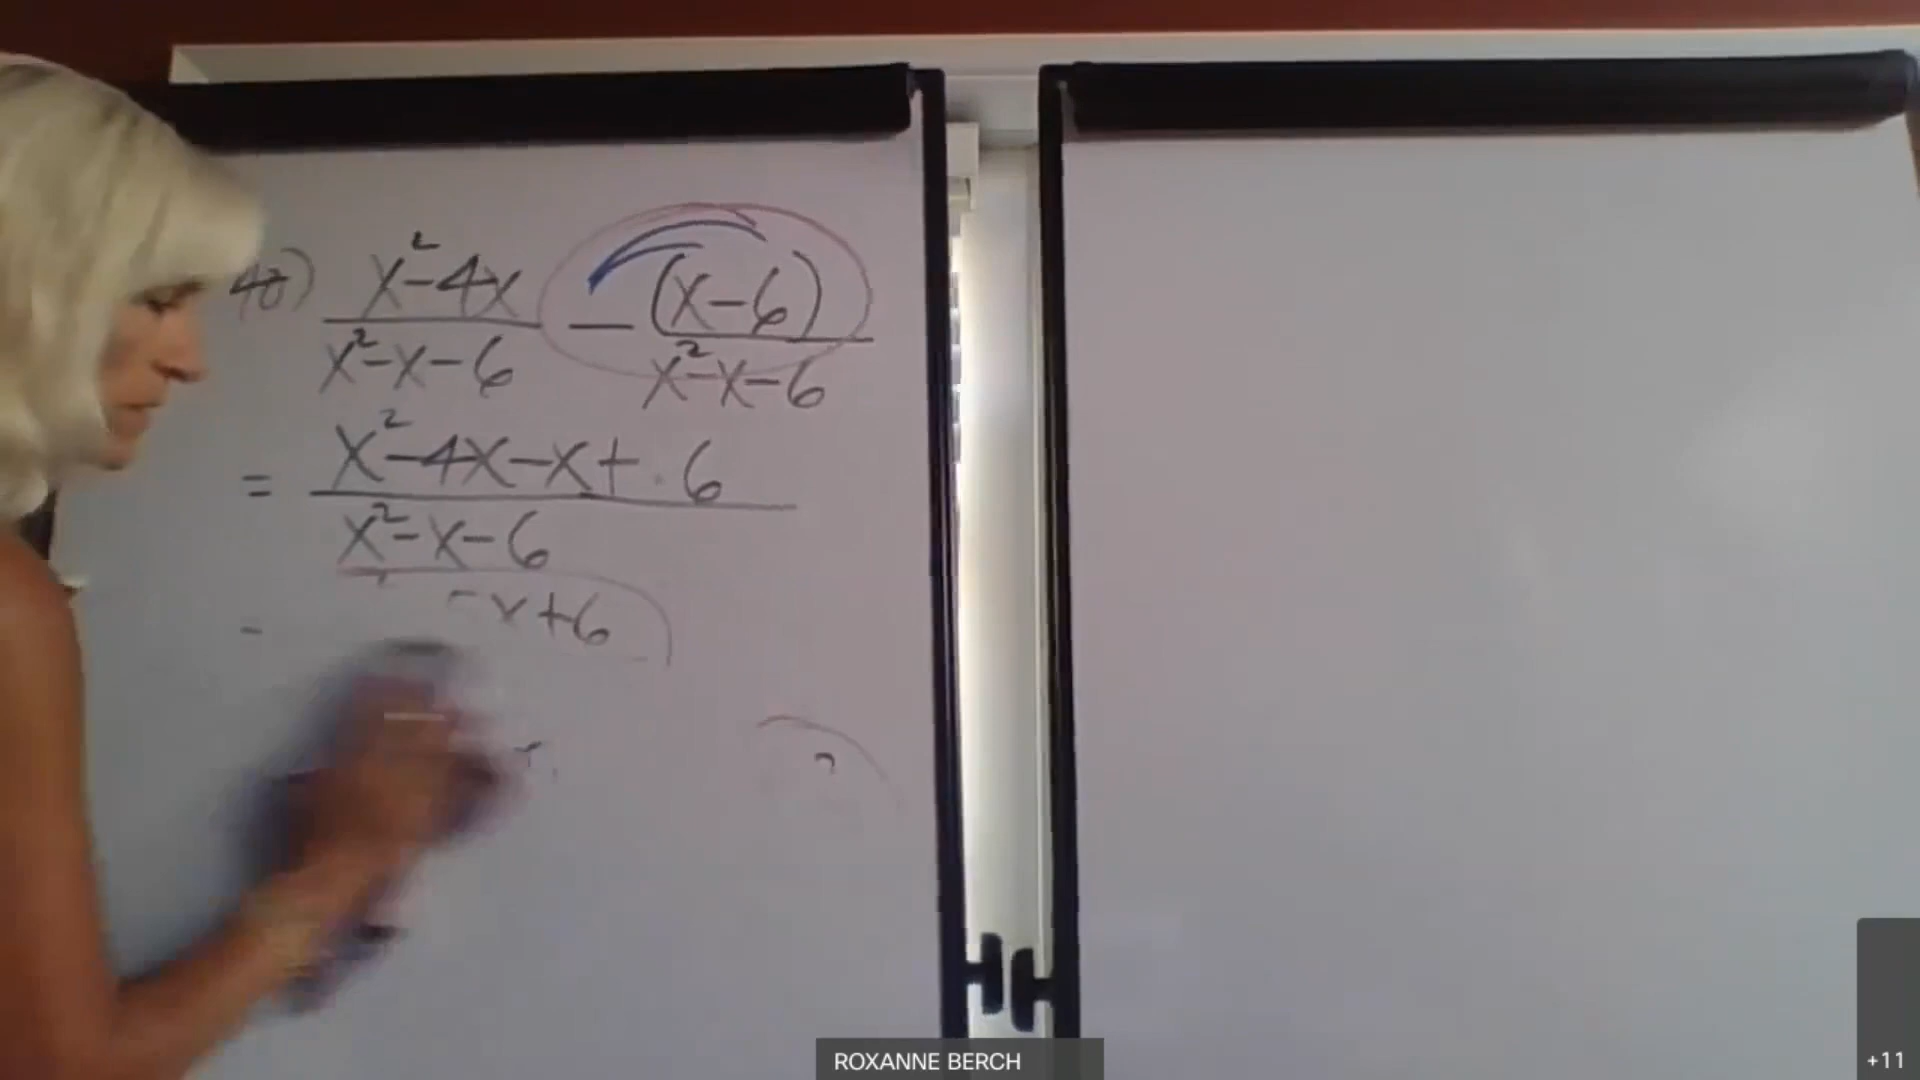 40) x²-4x/x²-x-6 - (x-6)/x²-x-6
= x²-4x-x+6/x²-x-6
-x+6
ROXANNE BERCH
+11